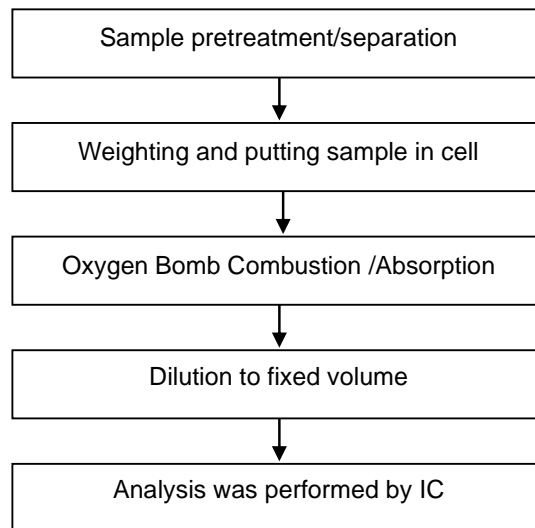 Sample pretreatment/separation
Weighting and putting sample in cell
Oxygen Bomb Combustion /Absorption
Dilution to fixed volume
Analysis was performed by IC